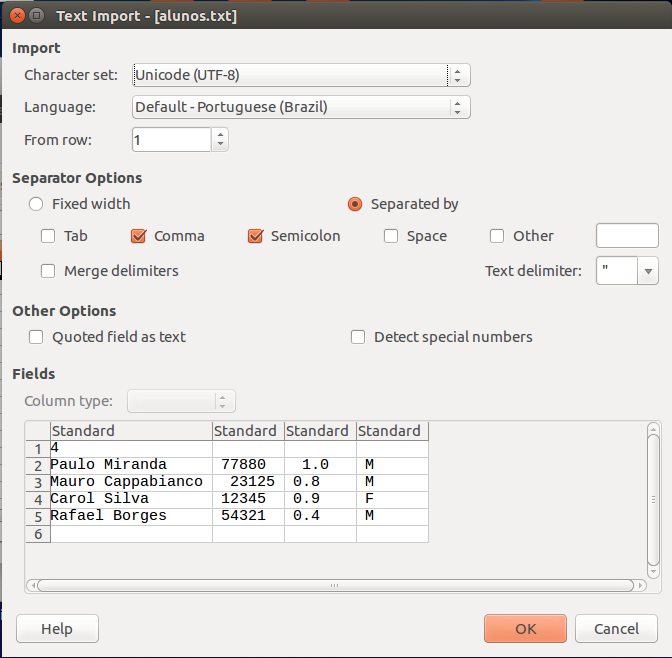 Text Import - [alunos.txt]
Import
Character set: Unicode (UTF-8)
Language: Default - Portuguese (Brazil)
From row: 1
Separator Options
Fixed width Separated by
Tab Comma Semicolon Space Other
Merge delimiters Text delimiter: "
Other Options
Quoted field as text Detect special numbers
Fields
Column type:
Standard Standard Standard Standard
1 4
2 Paulo Miranda 77880 1.0 M
3 Mauro Cappabianco 23125 0.8 M
4 Carol Silva 12345 0.9 F
5 Rafael Borges 54321 0.4 M
6
Help OK Cancel